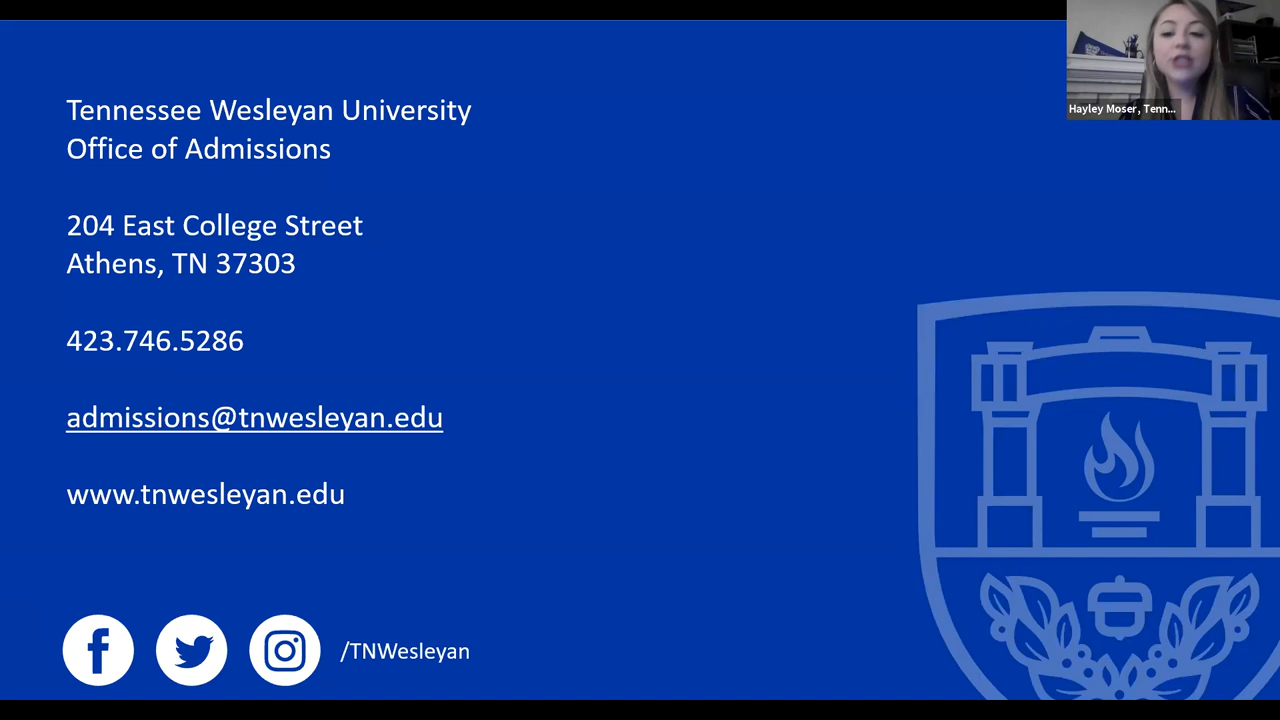 Tennessee Wesleyan University
Office of Admissions
204 East College Street
Athens, TN 37303
423.746.5286
admissions@tnwesleyan.edu
www.tnwesleyan.edu
/TNWesleyan
Hayley Moser, Tenn...